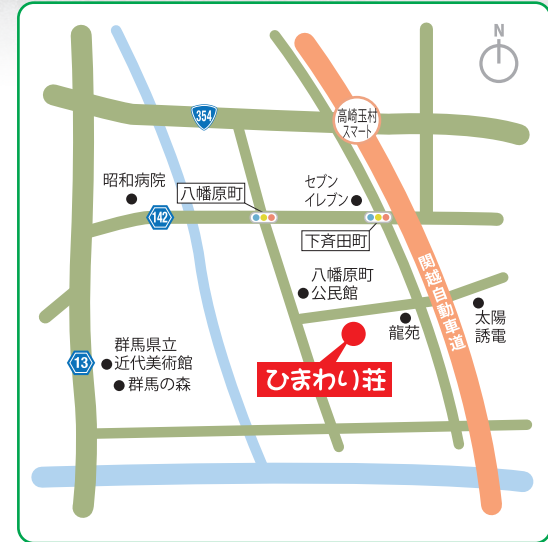 N
354
高崎玉村
スマート
昭和病院
八幡原町
セブン
イレブン
142
下斉田町
八幡原町
公民館
関越自動車道
太陽
誘電
龍苑
群馬県立
近代美術館
13
群馬の森
ひまわり荘